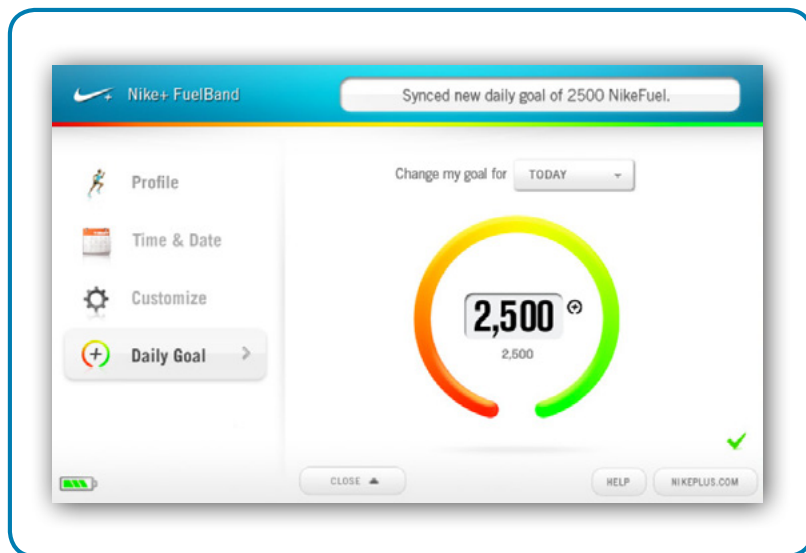 Nike+ FuelBand
Synced new daily goal of 2500 NikeFuel.
Profile
Time & Date
Customize
Daily Goal
Change my goal for TODAY
2,500
2,500
CLOSE
HELP
NIKEPLUS.COM